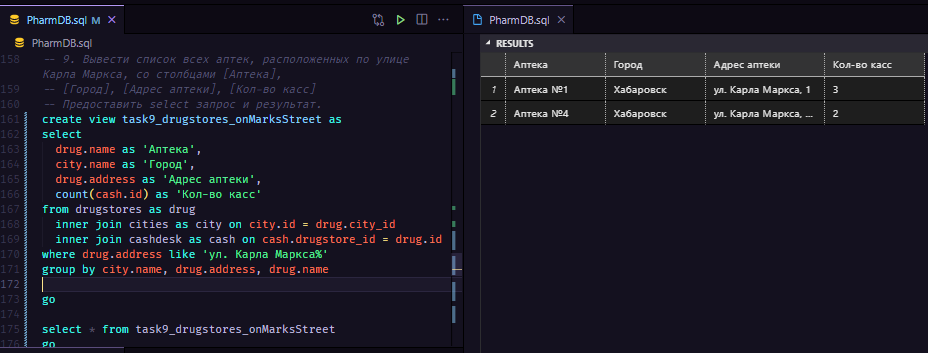 PharmDB.sql M
PharmDB.sql
158 -- 9. Вывести список всех аптек, расположенных по улице
Карла Маркса, со столбцами [Аптека],
159 -- [Город], [Адрес аптеки], [Кол-во касс]
160 -- Предоставить select запрос и результат.
161 create view task9_drugstores_onMarksStreet as
162 select
163 drug.name as 'Аптека',
164 city.name as 'Город',
165 drug.address as 'Адрес аптеки',
166 count(cash.id) as 'Кол-во касс'
167 from drugstores as drug
168 inner join cities as city on city.id = drug.city_id
169 inner join cashdesk as cash on cash.drugstore_id = drug.id
170 where drug.address like 'ул. Карла Маркса%'
171 group by city.name, drug.address, drug.name
172
173 go
174
175 select * from task9_drugstores_onMarksStreet
176 go
PharmDB.sql
RESULTS
Аптека Город Адрес аптеки Кол-во касс
1 Аптека №1 Хабаровск ул. Карла Маркса, 1 3
2 Аптека №4 Хабаровск ул. Карла Маркса, ... 2